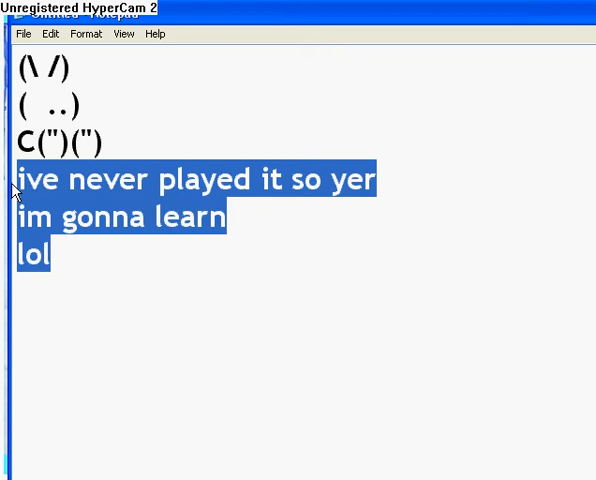 Unregistered HyperCam 2
File Edit Format View Help
(\ /)
(  ..)
C(")(")
ive never played it so yer
im gonna learn
lol